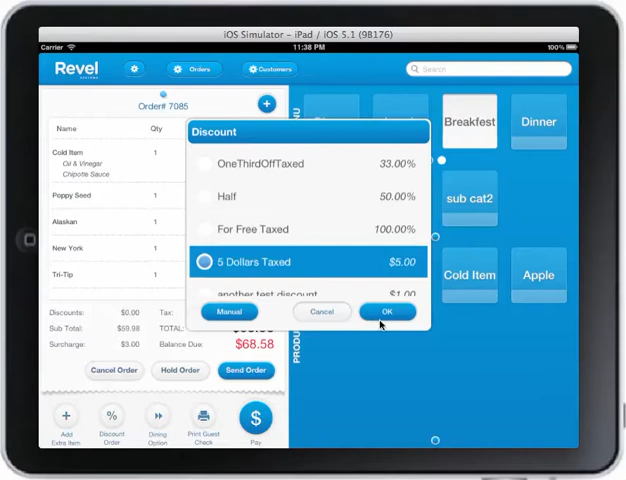 iOS Simulator - iPad / iOS 5.1 (9B176)
Carrier 11:38 PM 100%
Revel Orders Customers Search
SYSTEMS
Order# 7085
Name Qty
Cold Item 1
Oil & Vinegar
Chipotle Sauce
Poppy Seed 1
Alaskan 1
New York 1
Tri-Tip 1
Discounts: $0.00 Tax:
Sub Total: $59.98 TOTAL:
Surcharge: $3.00 Balance Due: $68.58
Cancel Order Hold Order Send Order
Add
Extra Item
%
Discount
Order
Dining
Option
Print Guest
Check
$
Pay
Discount
OneThirdOffTaxed 33.00%
Half 50.00%
For Free Taxed 100.00%
5 Dollars Taxed $5.00
another test discount $1.00
Manual Cancel OK
Breakfest Dinner
sub cat2
Cold Item Apple